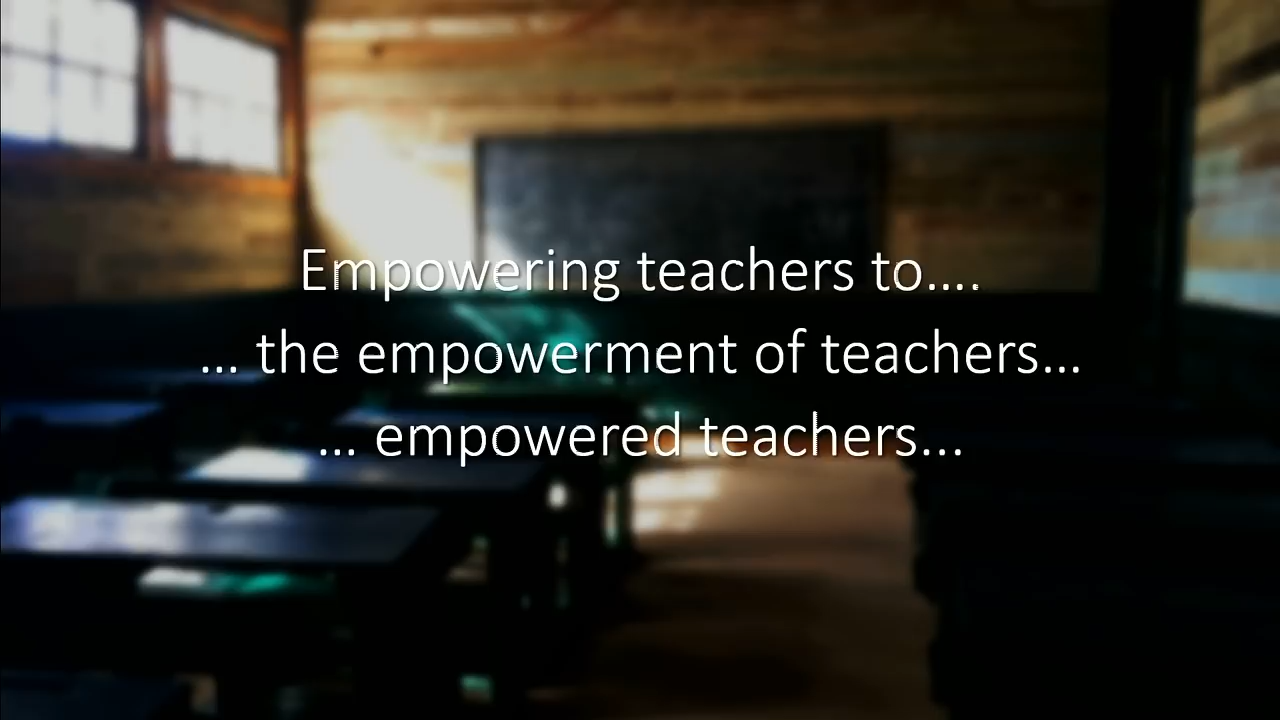 Empowering teachers to....
... the empowerment of teachers...
... empowered teachers...